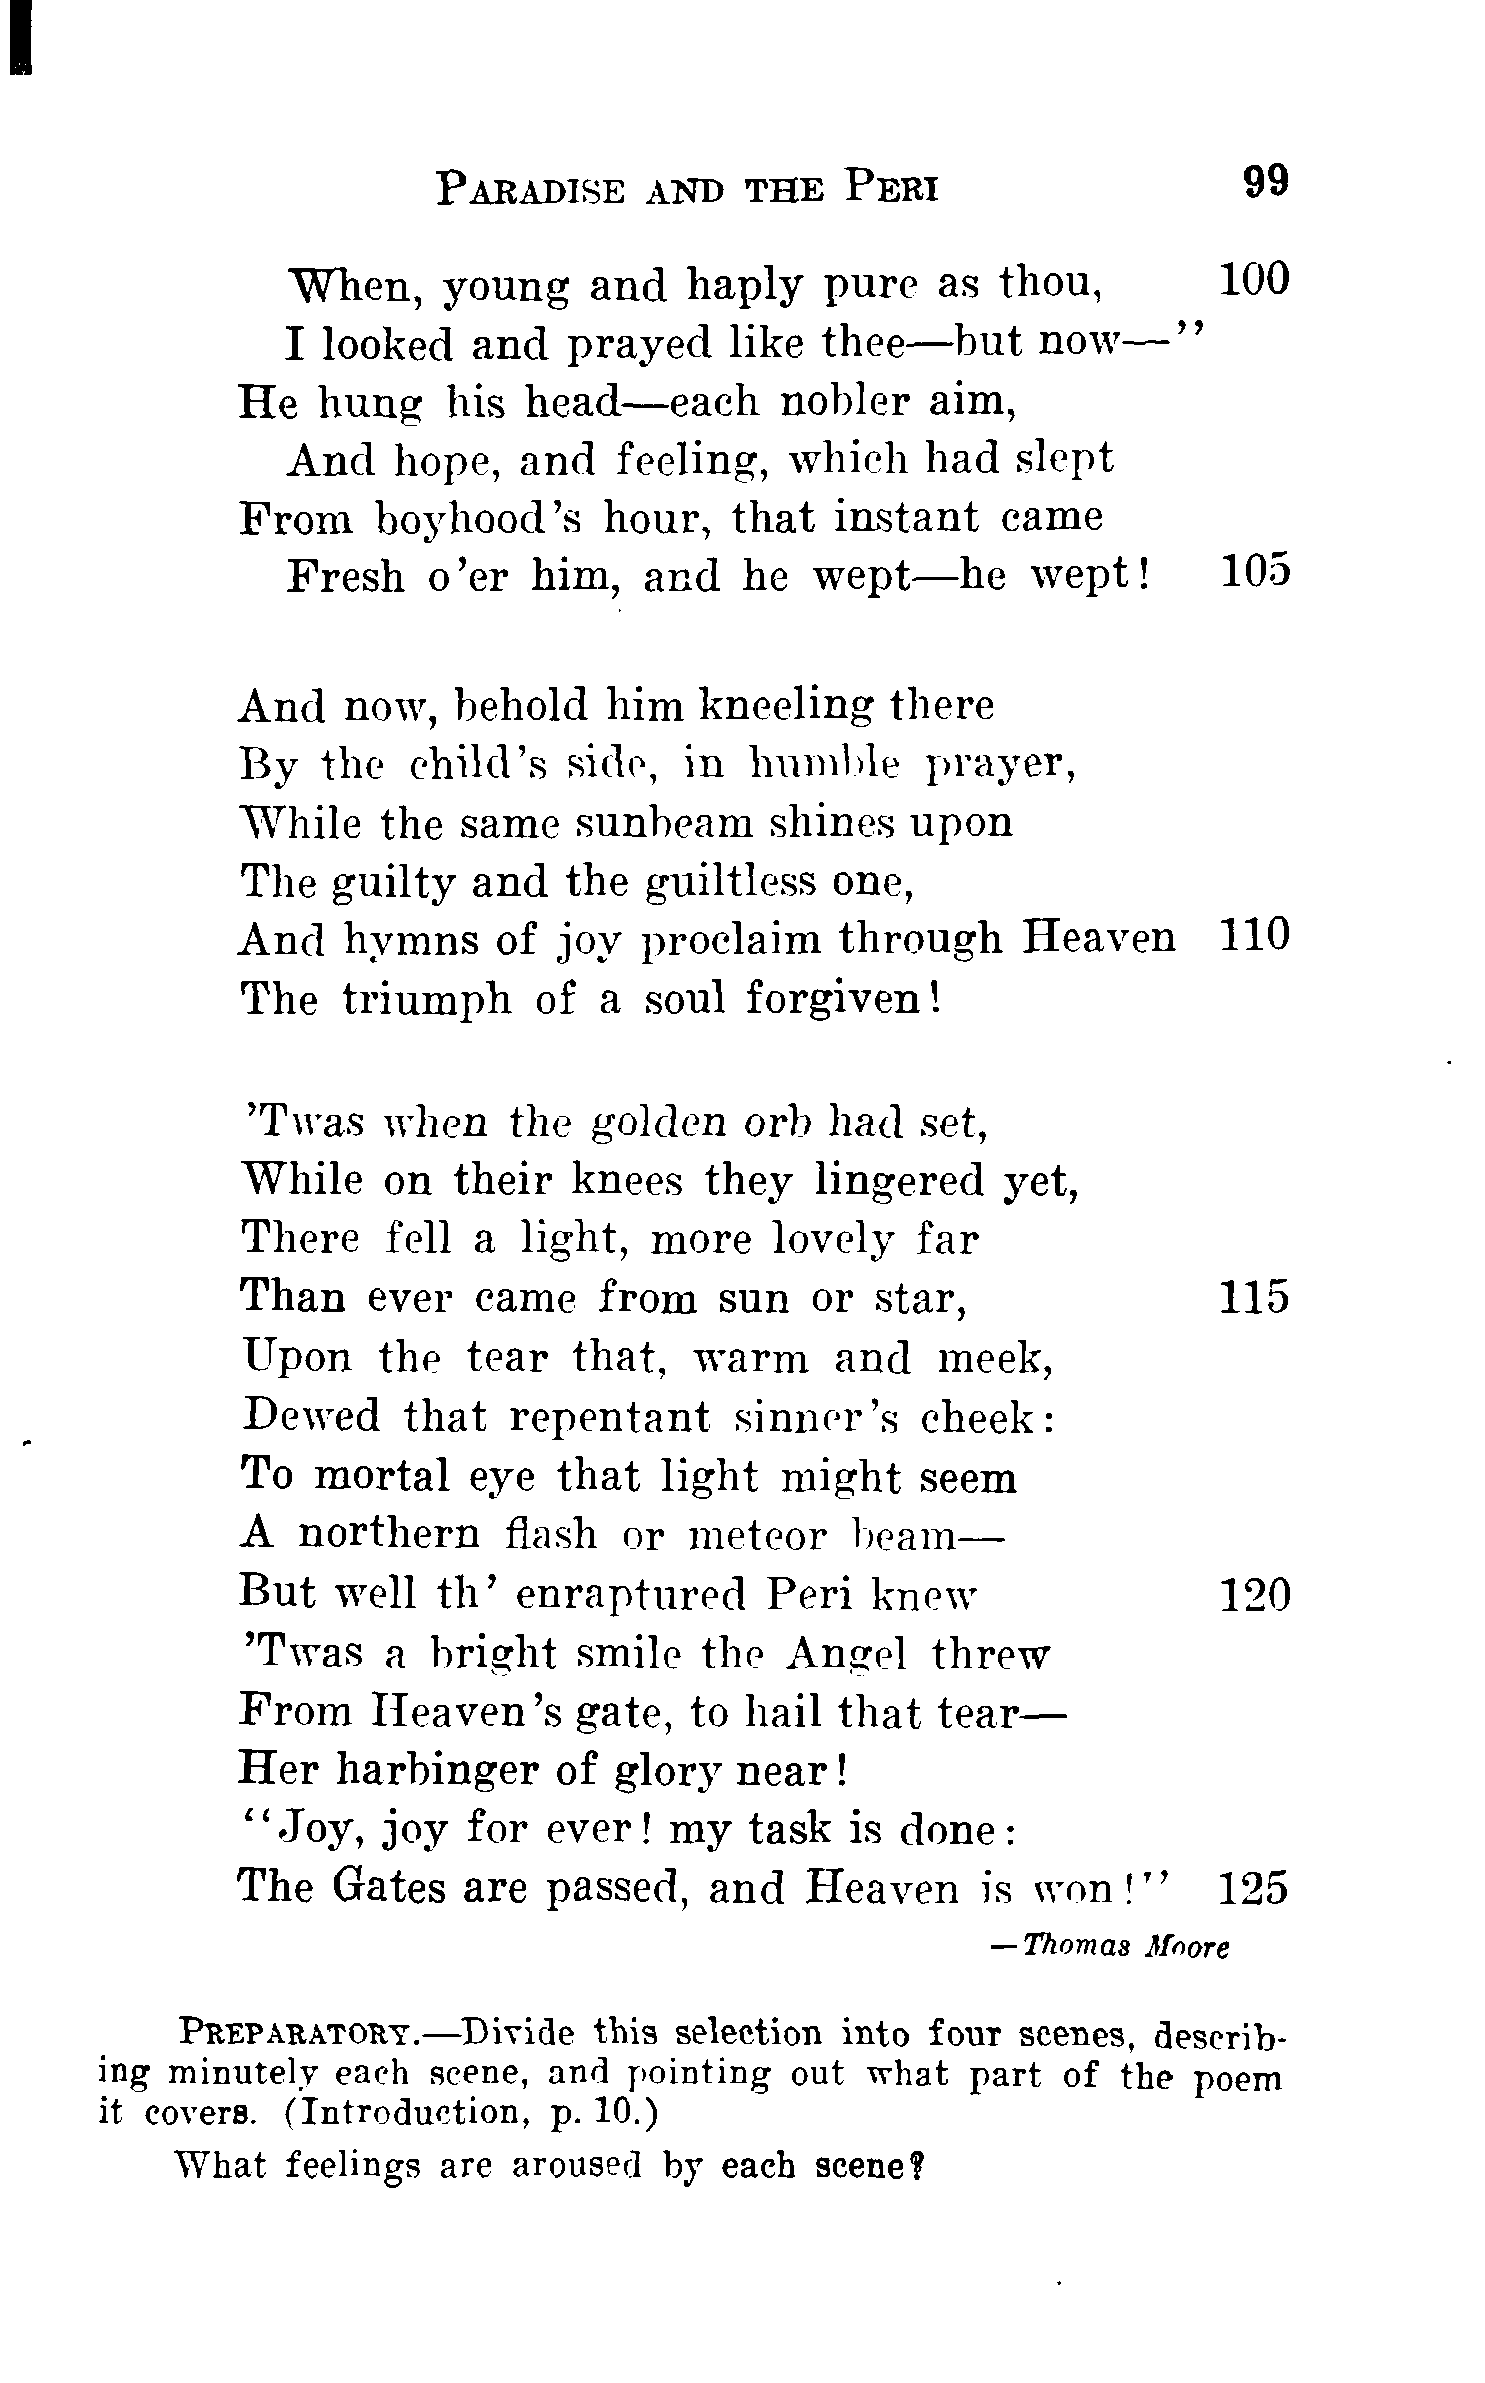 PARADISE AND THE PERI 99
When, young and haply pure as thou, 100
I looked and prayed like thee—but now—"
He hung his head—each nobler aim,
And hope, and feeling, which had slept
From boyhood's hour, that instant came
Fresh o'er him, and he wept—he wept! 105
And now, behold him kneeling there
By the child's side, in humble prayer,
While the same sunbeam shines upon
The guilty and the guiltless one,
And hymns of joy proclaim through Heaven 110
The triumph of a soul forgiven!
'Twas when the golden orb had set,
While on their knees they lingered yet,
There fell a light, more lovely far
Than ever came from sun or star, 115
Upon the tear that, warm and meek,
Dewed that repentant sinner's cheek:
To mortal eye that light might seem
A northern flash or meteor beam—
But well th' enraptured Peri knew 120
'Twas a bright smile the Angel threw
From Heaven's gate, to hail that tear—
Her harbinger of glory near!
"Joy, joy for ever! my task is done:
The Gates are passed, and Heaven is won!" 125
—Thomas Moore
PREPARATORY.—Divide this selection into four scenes, describ-
ing minutely each scene, and pointing out what part of the poem
it covers. (Introduction, p. 10.)
What feelings are aroused by each scene?